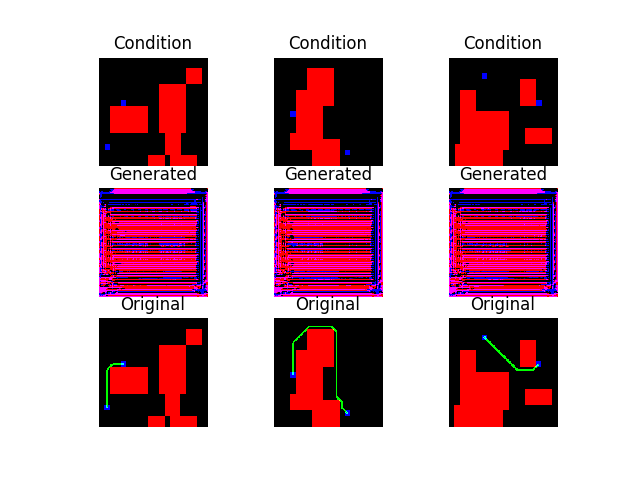 Condition
Condition
Condition
Generated
Generated
Generated
Original
Original
Original